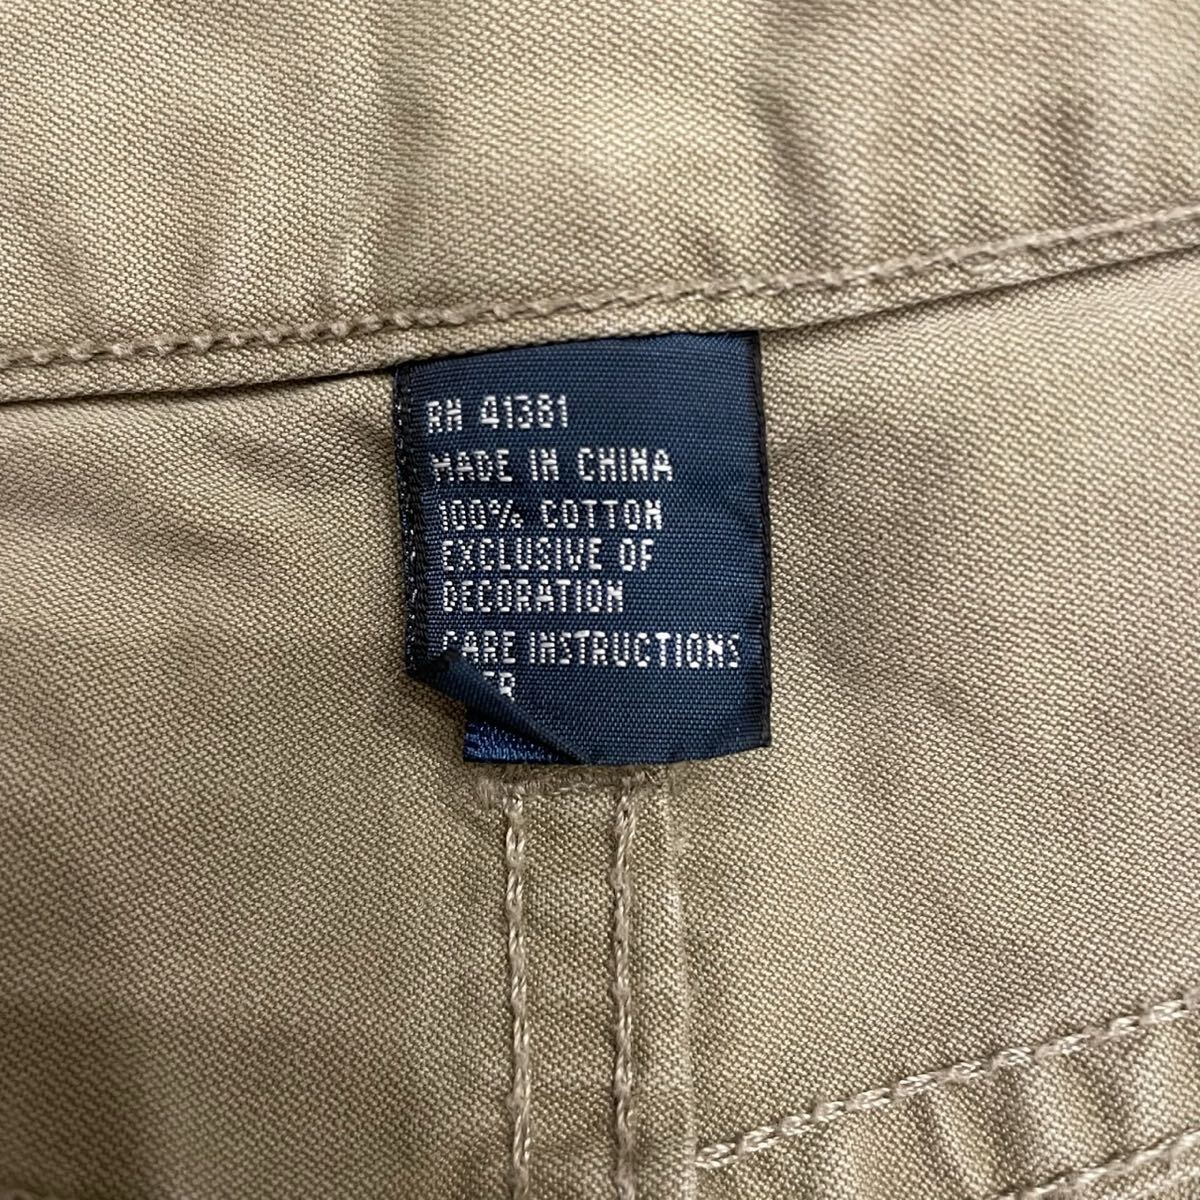 RN 41381
MADE IN CHINA
100% COTTON
EXCLUSIVE OF
DECORATION
CARE INSTRUCTIONS